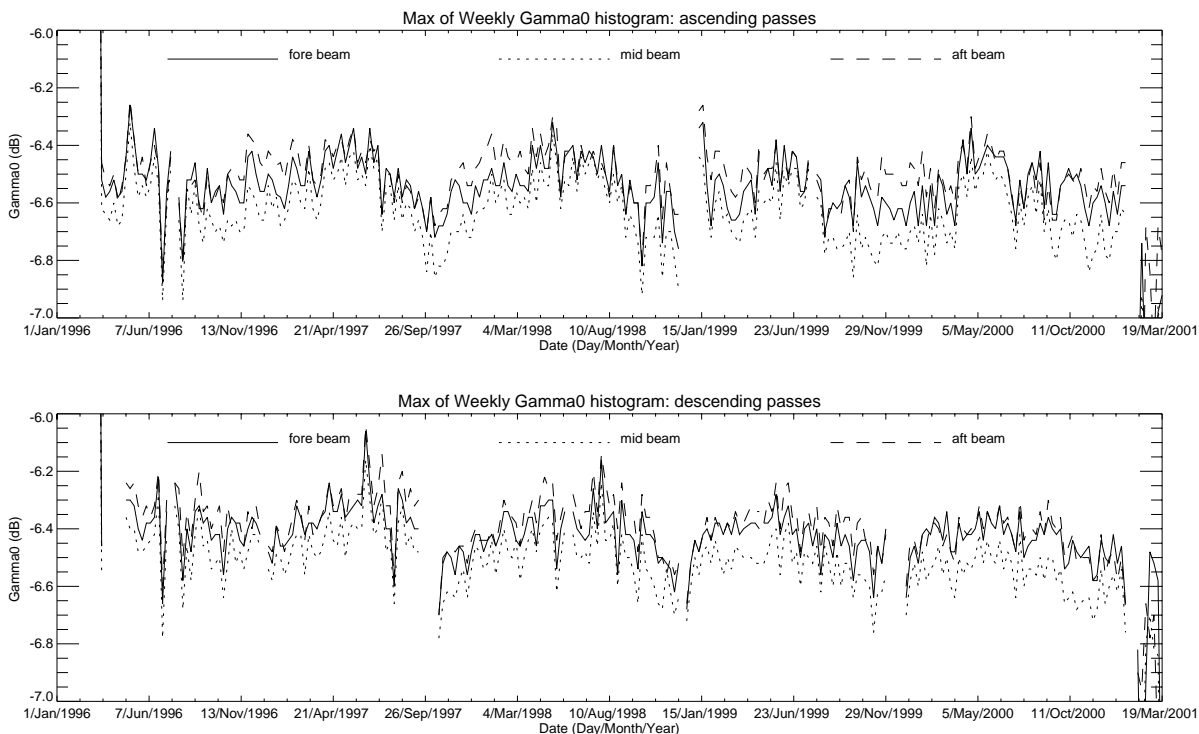 Max of Weekly Gamma0 histogram: ascending passes
-6.0
fore beam mid beam aft beam
-6.2
-6.4
Gamma0 (dB)
-6.6
-6.8
-7.0
1/Jan/1996 7/Jun/1996 13/Nov/1996 21/Apr/1997 26/Sep/1997 4/Mar/1998 10/Aug/1998 15/Jan/1999 23/Jun/1999 29/Nov/1999 5/May/2000 11/Oct/2000 19/Mar/2001
Date (Day/Month/Year)
Max of Weekly Gamma0 histogram: descending passes
-6.0
fore beam mid beam aft beam
-6.2
-6.4
Gamma0 (dB)
-6.6
-6.8
-7.0
1/Jan/1996 7/Jun/1996 13/Nov/1996 21/Apr/1997 26/Sep/1997 4/Mar/1998 10/Aug/1998 15/Jan/1999 23/Jun/1999 29/Nov/1999 5/May/2000 11/Oct/2000 19/Mar/2001
Date (Day/Month/Year)